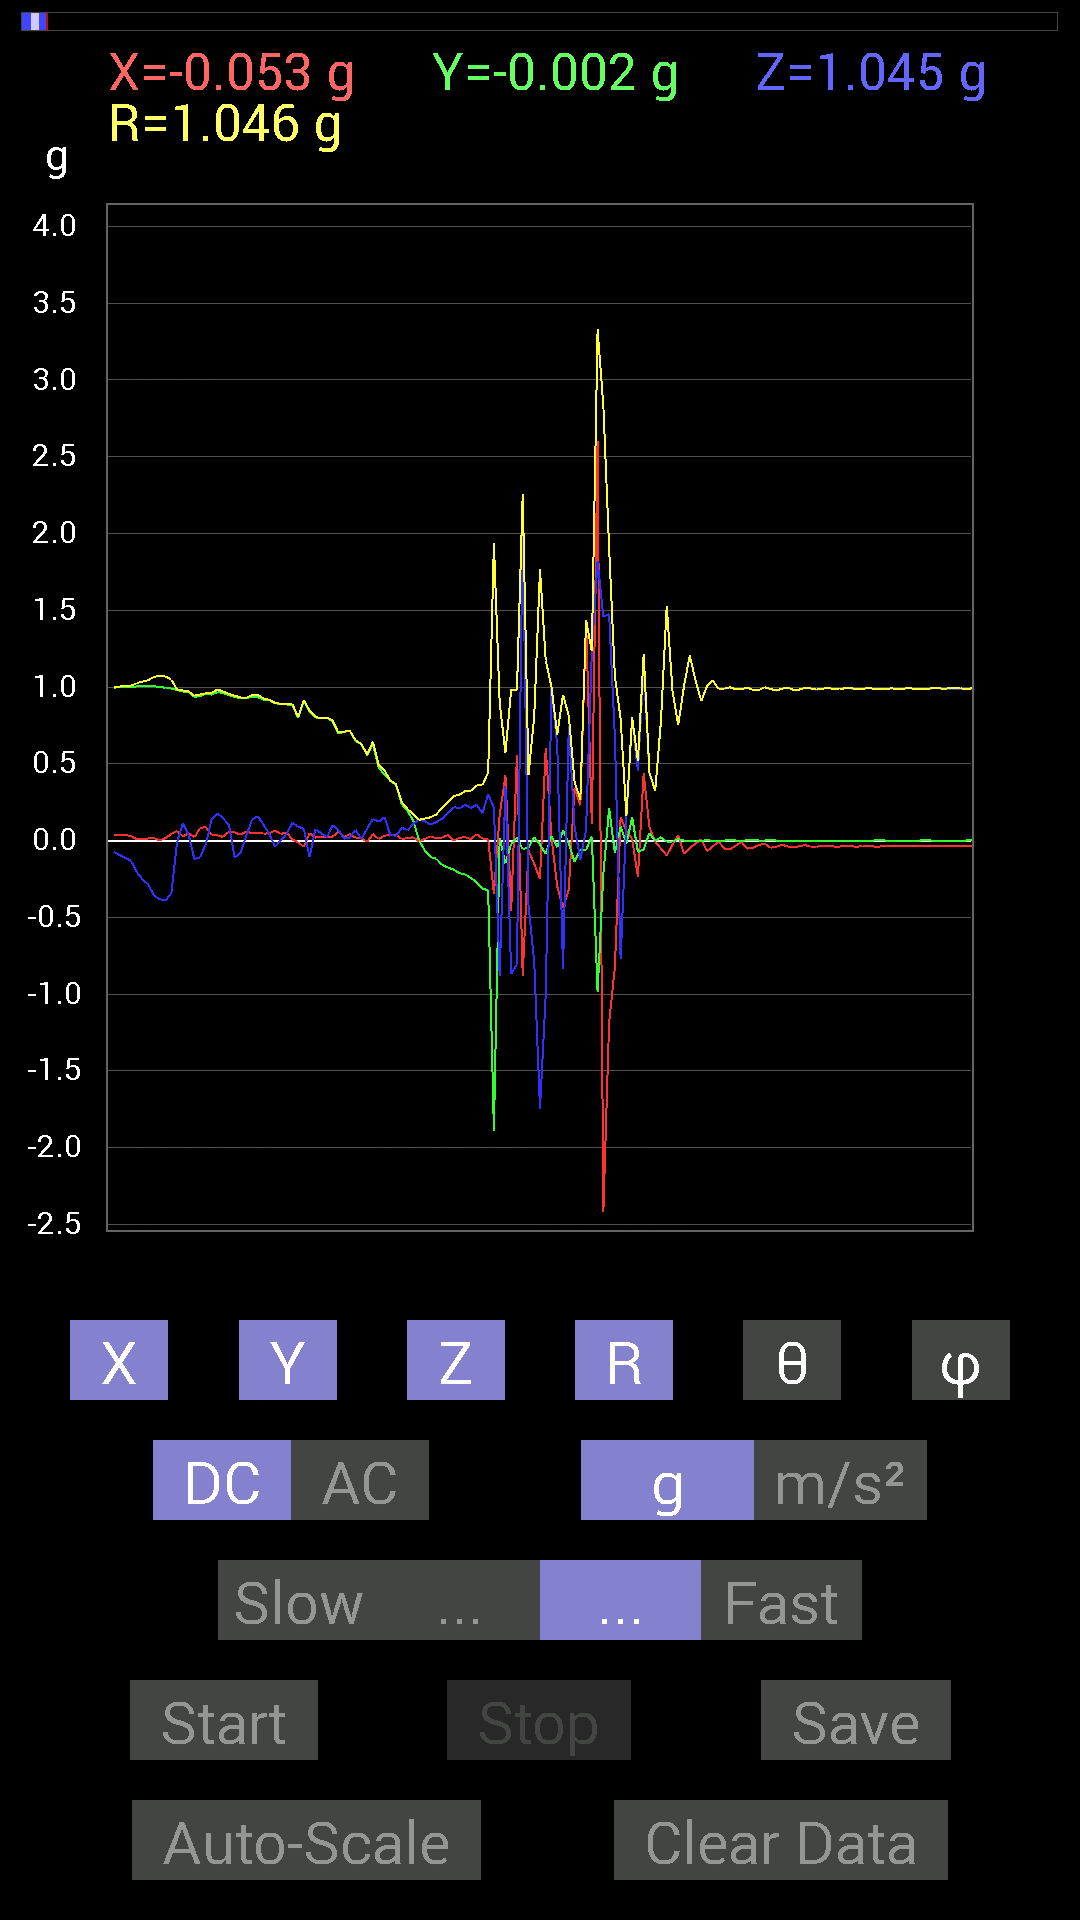 X=-0.053 g Y=-0.002 g Z=1.045 g
R=1.046 g
g
4.0
3.5
3.0
2.5
2.0
1.5
1.0
0.5
0.0
-0.5
-1.0
-1.5
-2.0
-2.5
X Y Z R θ φ
DC AC g m/s²
Slow ... ... Fast
Start Stop Save
Auto-Scale Clear Data